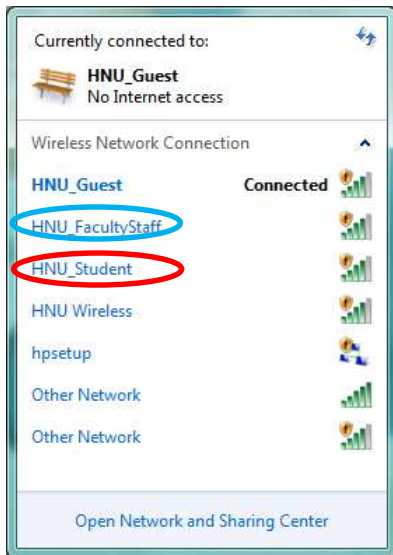 Currently connected to:
HNU_Guest
No Internet access
Wireless Network Connection
HNU_Guest Connected
HNU_FacultyStaff
HNU_Student
HNU Wireless
hpsetup
Other Network
Other Network
Open Network and Sharing Center